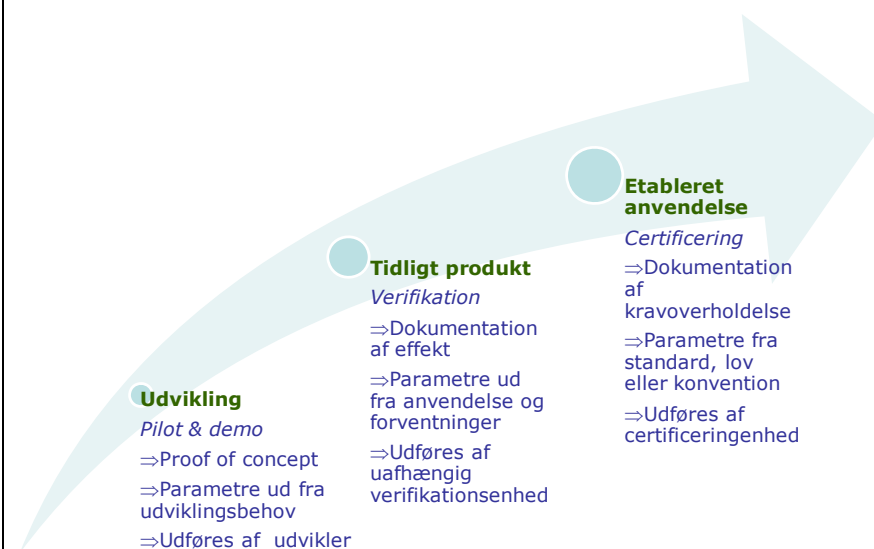 Udvikling
Pilot & demo
⇒Proof of concept
⇒Parametre ud fra
udviklingsbehov
⇒Udføres af  udvikler
Tidligt produkt
Verifikation
⇒Dokumentation
af effekt
⇒Parametre ud
fra anvendelse og
forventninger
⇒Udføres af
uafhængig
verifikationsenhed
Etableret
anvendelse
Certificering
⇒Dokumentation
af
kravoverholdelse
⇒Parametre fra
standard, lov
eller konvention
⇒Udføres af
certificeringenhed